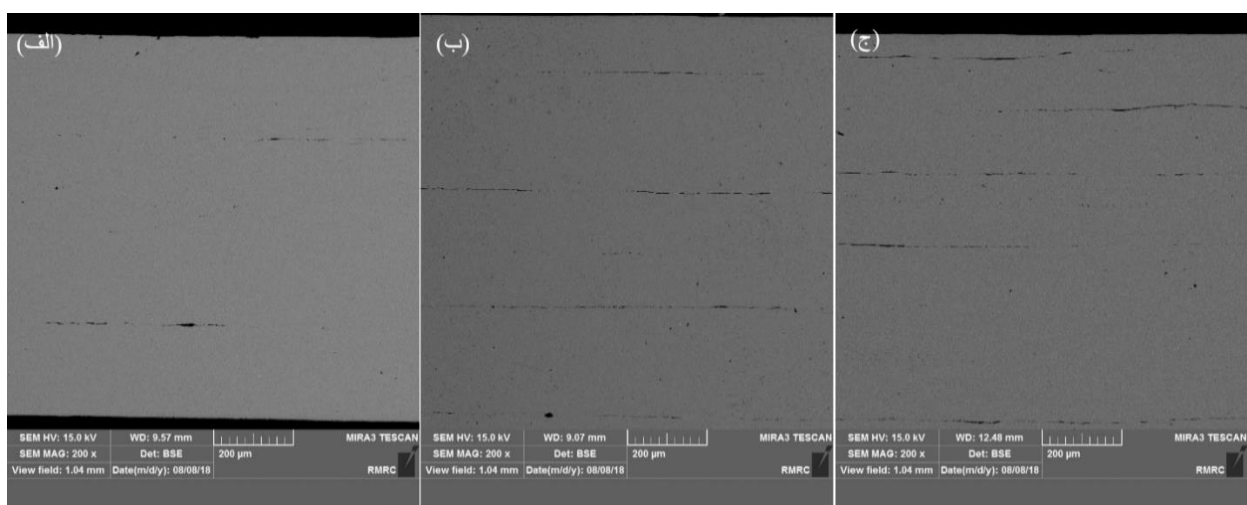 (الف)
SEM HV: 15.0 kV WD: 9.57 mm MIRA3 TESCAN
SEM MAG: 200 x Det: BSE 200 µm
View field: 1.04 mm Date(m/d/y): 08/08/18 RMRC
(ب)
SEM HV: 15.0 kV WD: 9.07 mm MIRA3 TESCAN
SEM MAG: 200 x Det: BSE 200 µm
View field: 1.04 mm Date(m/d/y): 08/08/18 RMRC
(ج)
SEM HV: 15.0 kV WD: 12.48 mm MIRA3 TESCAN
SEM MAG: 200 x Det: BSE 200 µm
View field: 1.04 mm Date(m/d/y): 08/08/18 RMRC